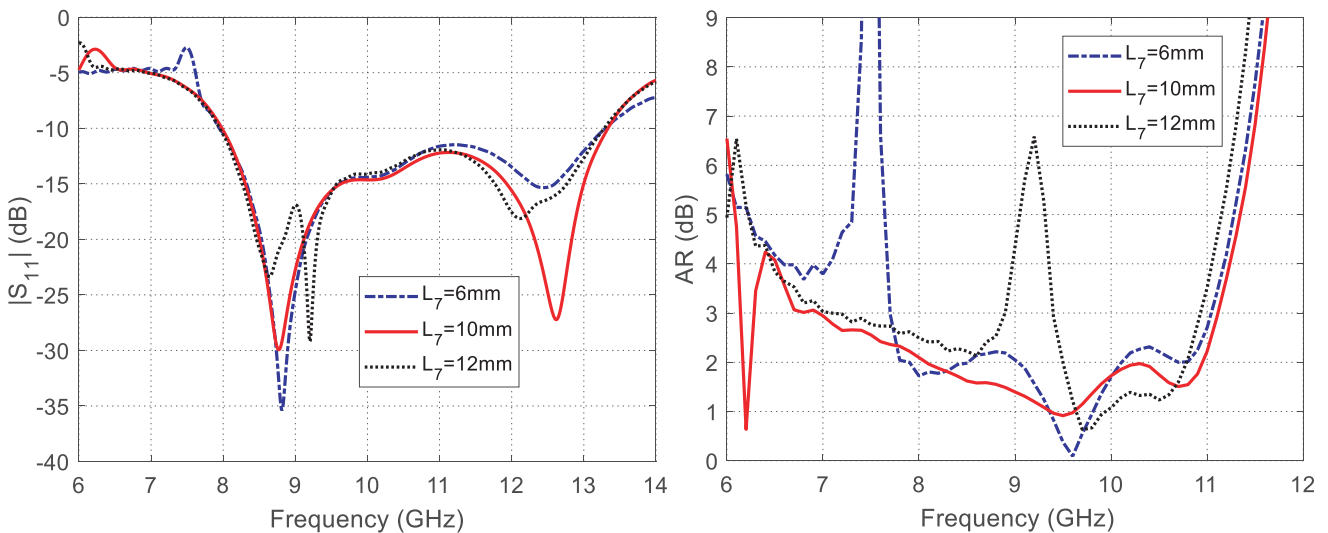 0
-5
-10
-15
-20
-25
-30
-35
-40
|S11| (dB)
L7=6mm
L7=10mm
L7=12mm
6 7 8 9 10 11 12 13 14
Frequency (GHz)
9
8
7
6
5
4
3
2
1
0
AR (dB)
L7=6mm
L7=10mm
L7=12mm
6 7 8 9 10 11 12
Frequency (GHz)